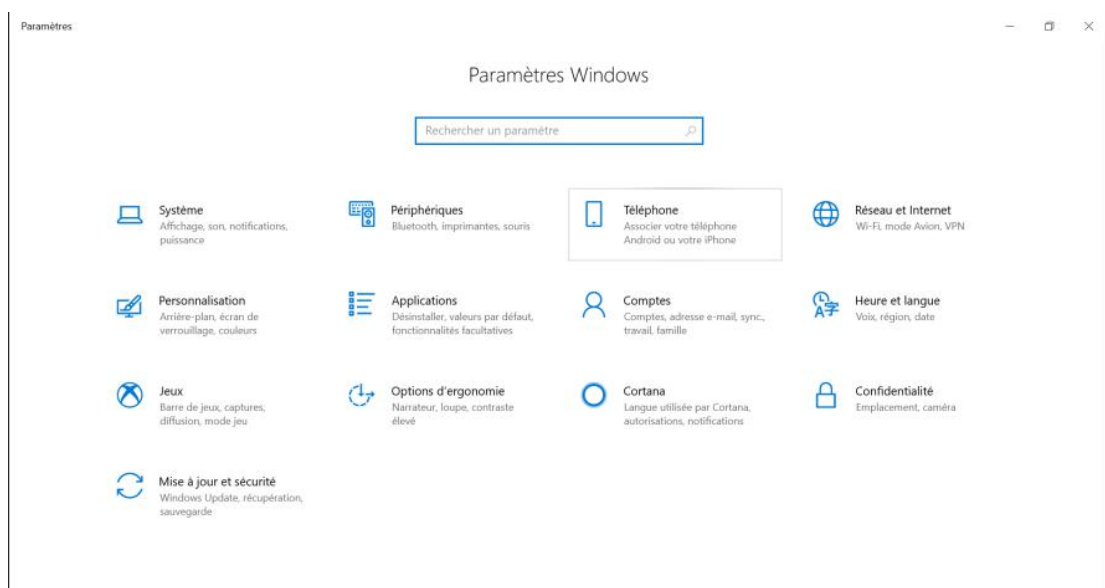 Paramètres
Paramètres Windows
Rechercher un paramètre
Système
Affichage, son, notifications,
puissance
Périphériques
Bluetooth, imprimantes, souris
Téléphone
Associer votre téléphone
Android ou votre iPhone
Réseau et Internet
Wi-Fi, mode Avion, VPN
Personnalisation
Arrière-plan, écran de
verrouillage, couleurs
Applications
Désinstaller, valeurs par défaut,
fonctionnalités facultatives
Comptes
Comptes, adresse e-mail, sync.,
travail, famille
Heure et langue
Voix, région, date
Jeux
Barre de jeux, captures,
diffusion, mode jeu
Options d'ergonomie
Narrateur, loupe, contraste
élevé
Cortana
Langue utilisée par Cortana,
autorisations, notifications
Confidentialité
Emplacement, caméra
Mise à jour et sécurité
Windows Update, récupération,
sauvegarde